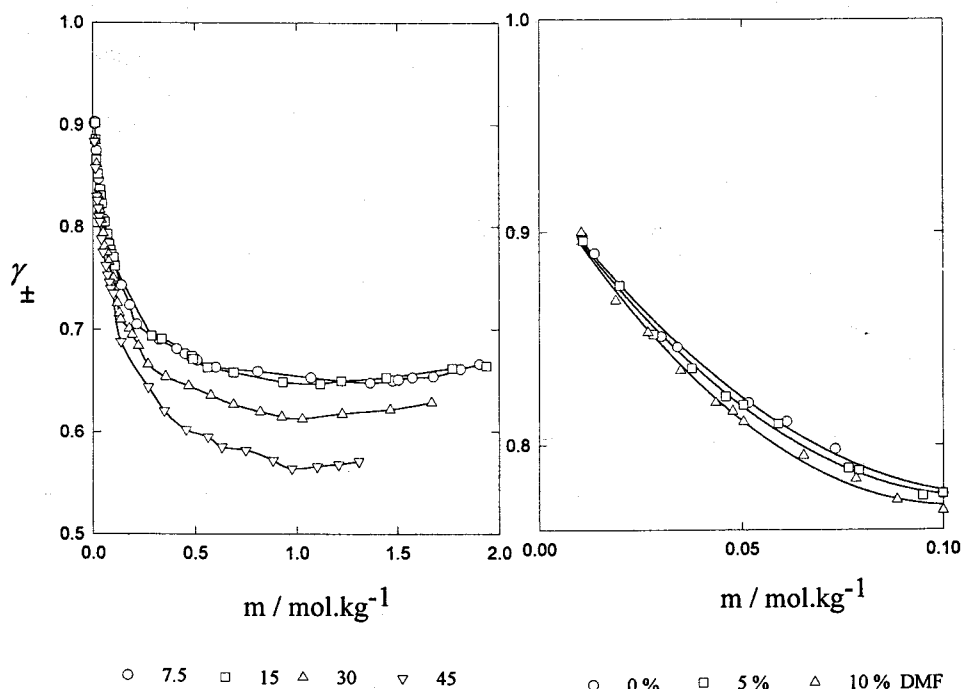 1.0
0.9
0.8
0.7
0.6
0.5
γ±
0.0 0.5 1.0 1.5 2.0
m / mol.kg-1
○ 7.5 □ 15 △ 30 ▽ 45
1.0
0.9
0.8
0.00 0.05 0.10
m / mol.kg-1
○ 0 % □ 5 % △ 10 % DMF